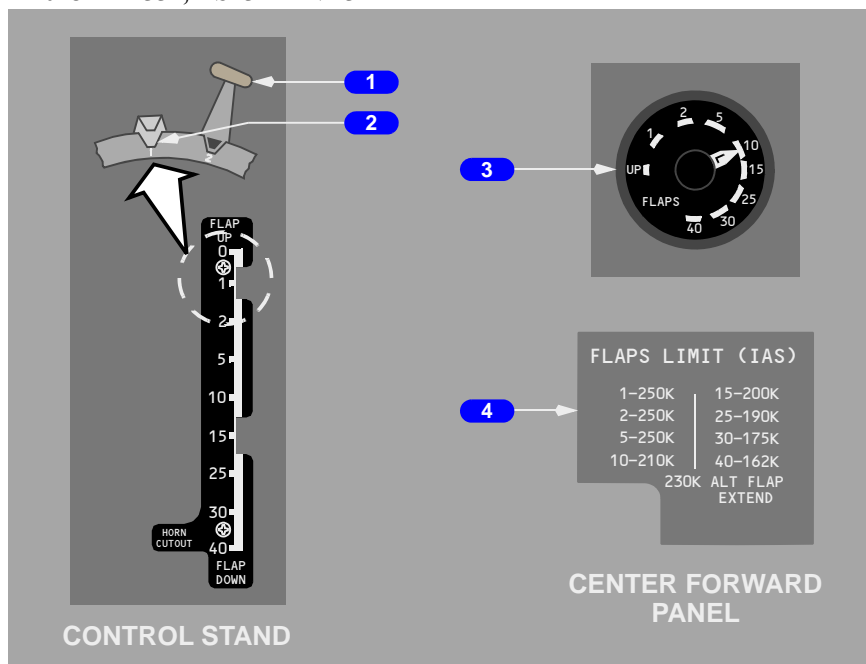 1
2
1
2
FLAP
UP
0
1
2
5
10
15
25
30
40
HORN
CUTOUT
FLAP
DOWN
CONTROL STAND
3
UP
1
2
5
10
15
25
30
40
FLAPS
L
4
FLAPS LIMIT (IAS)
1-250K 15-200K
2-250K 25-190K
5-250K 30-175K
10-210K 40-162K
230K ALT FLAP
EXTEND
CENTER FORWARD
PANEL